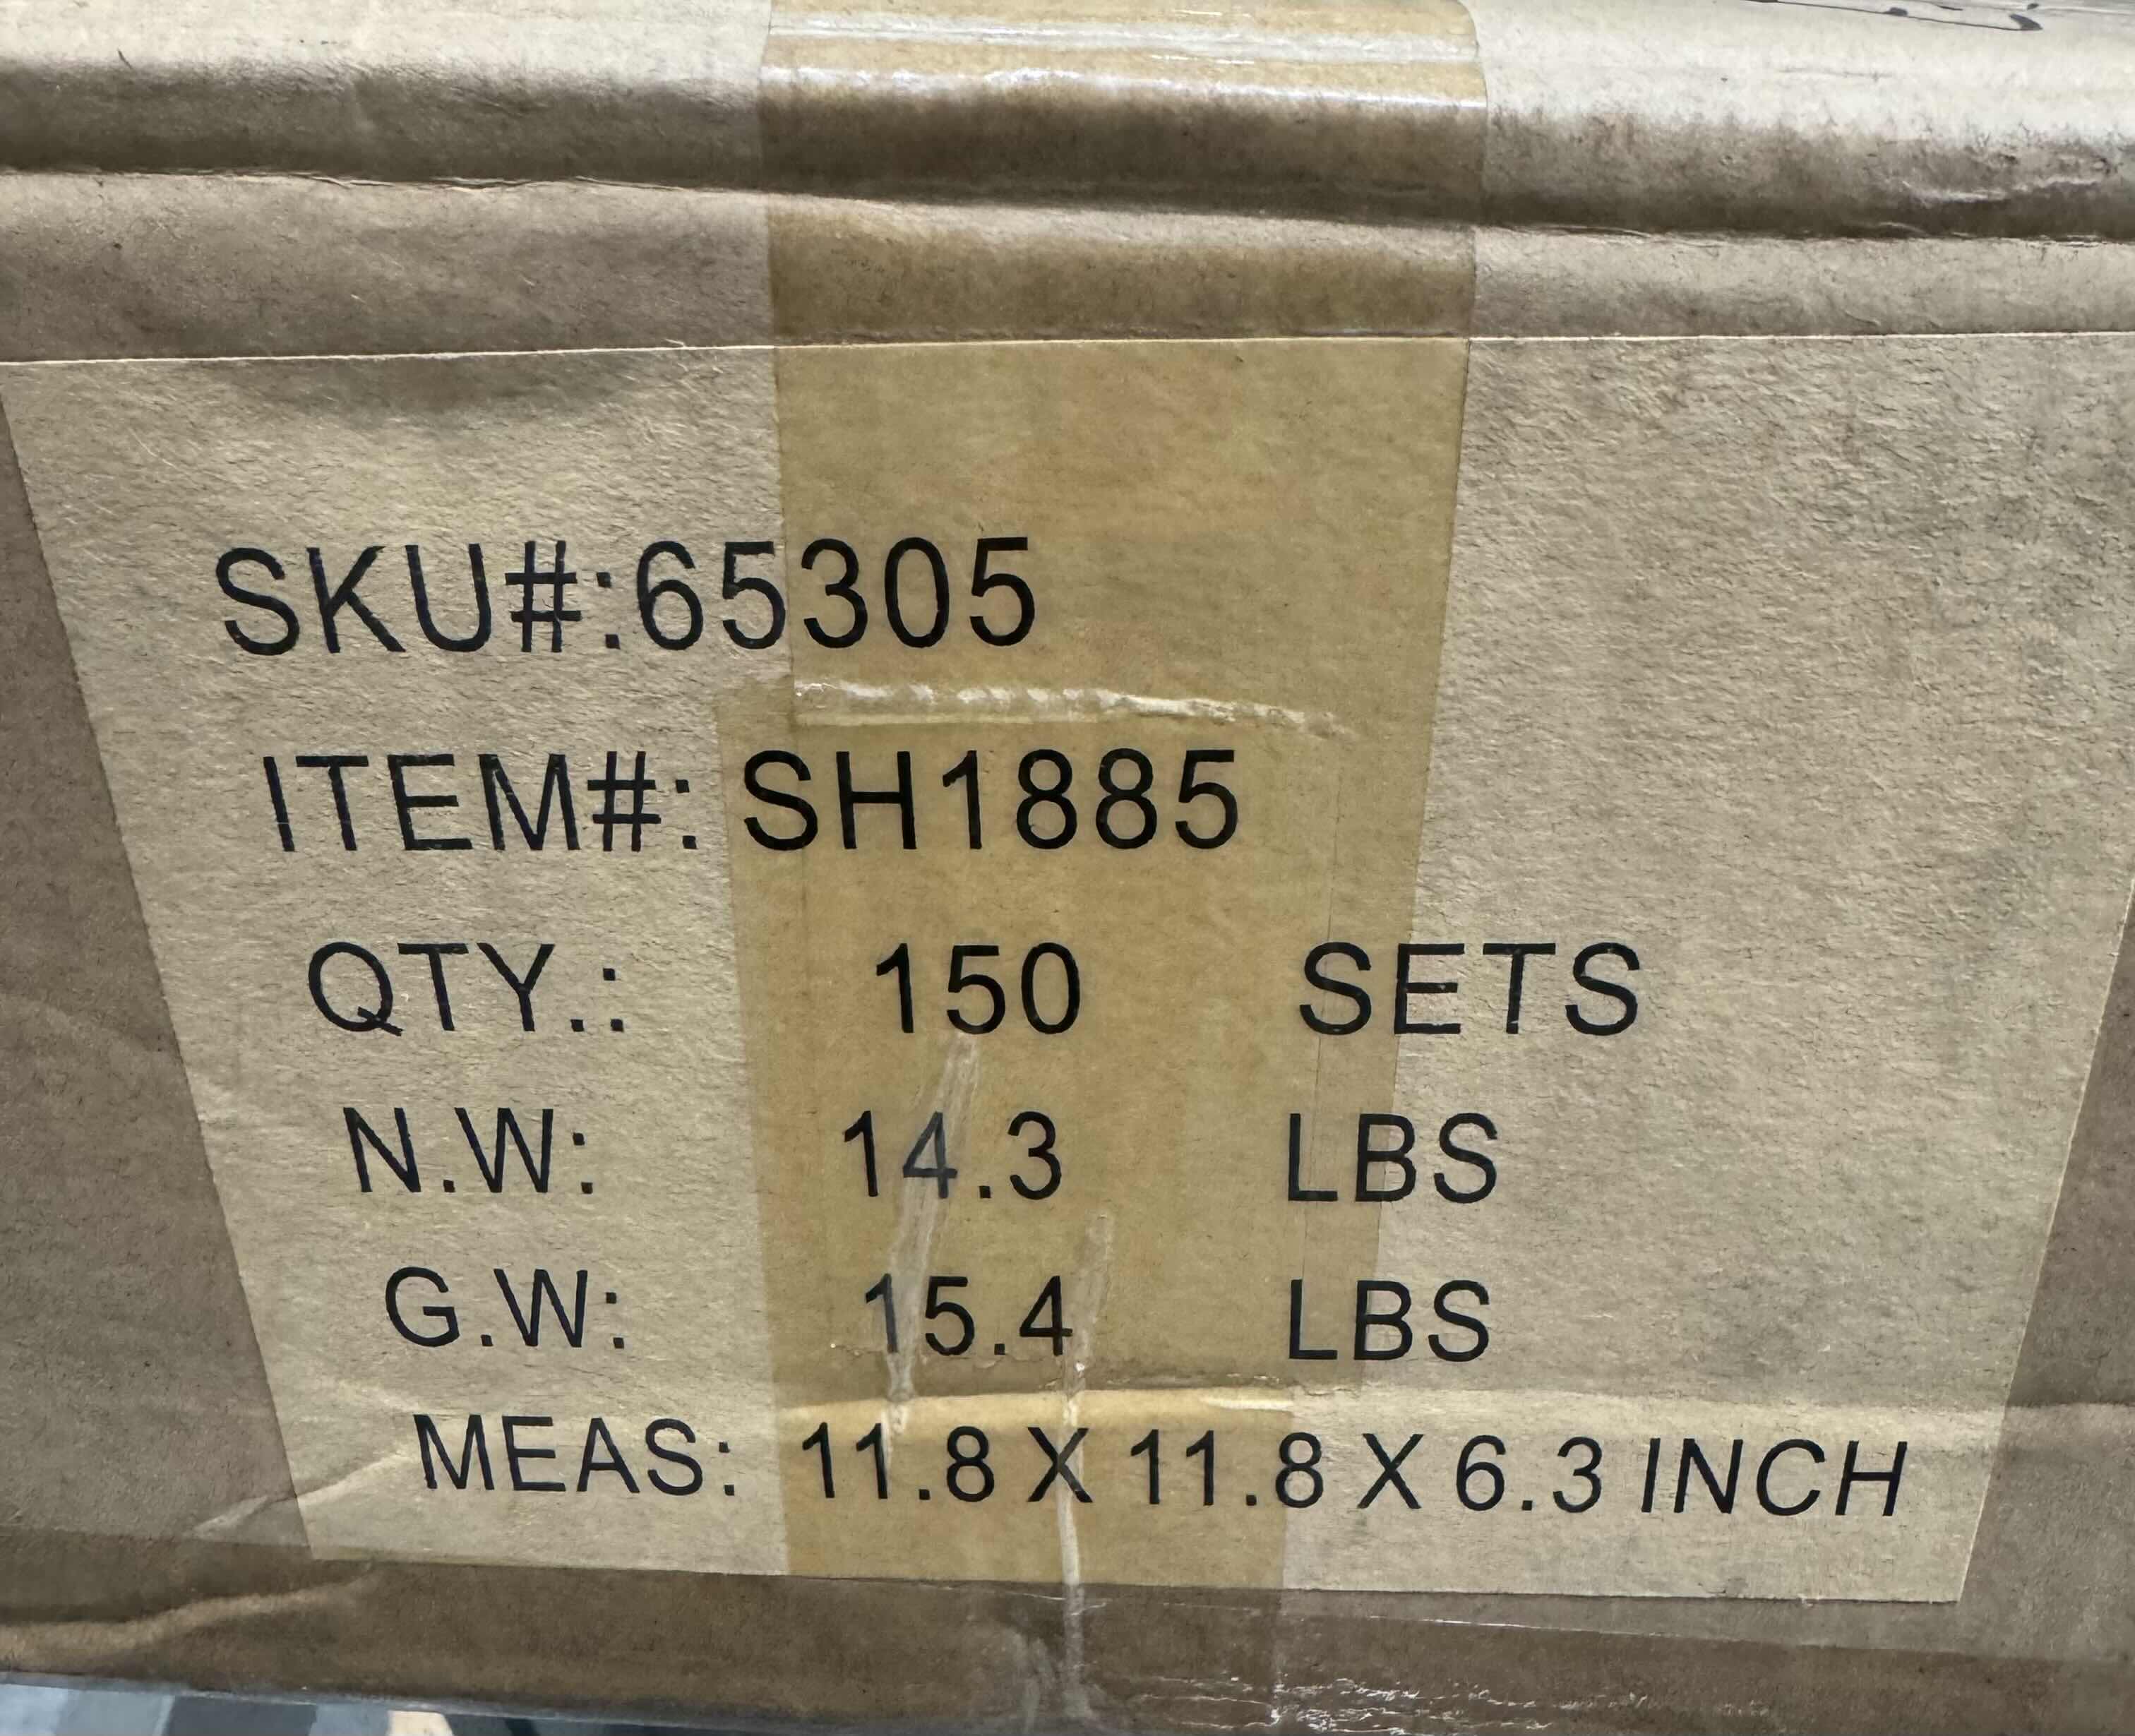 SKU#:65305
ITEM#: SH1885
QTY.: 150 SETS
N.W: 14.3 LBS
G.W: 15.4 LBS
MEAS: 11.8 X 11.8 X 6.3 INCH